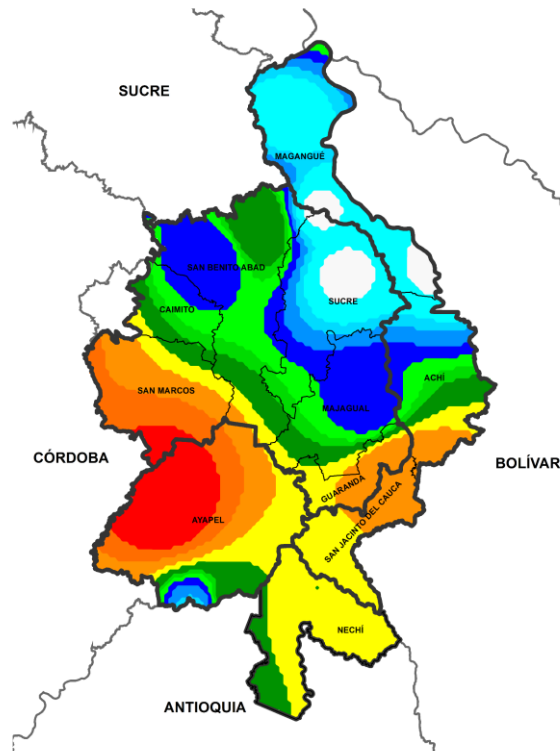 SUCRE
MAGANGUÉ
SAN BENITO ABAD
SUCRE
CAIMITO
ACHÍ
SAN MARCOS
MAJAGUAL
CÓRDOBA
BOLÍVAR
GUARANDA
AYAPEL
SAN JACINTO DEL CAUCA
NECHÍ
ANTIOQUIA